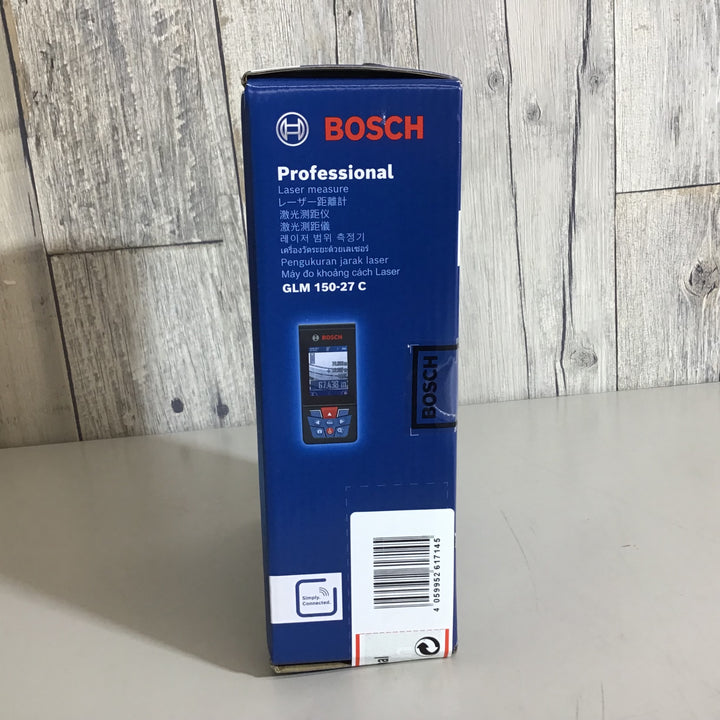 BOSCH
Professional
Laser measure
レーザー距離計
激光测距仪
激光測距儀
레이저 범위 측정기
เครื่องวัดระยะด้วยเลเซอร์
Pengukuran jarak laser
Máy đo khoảng cách Laser
GLM 150-27 C
BOSCH
67.430 m
BOSCH
Simply.
Connected.
4 059952 617145